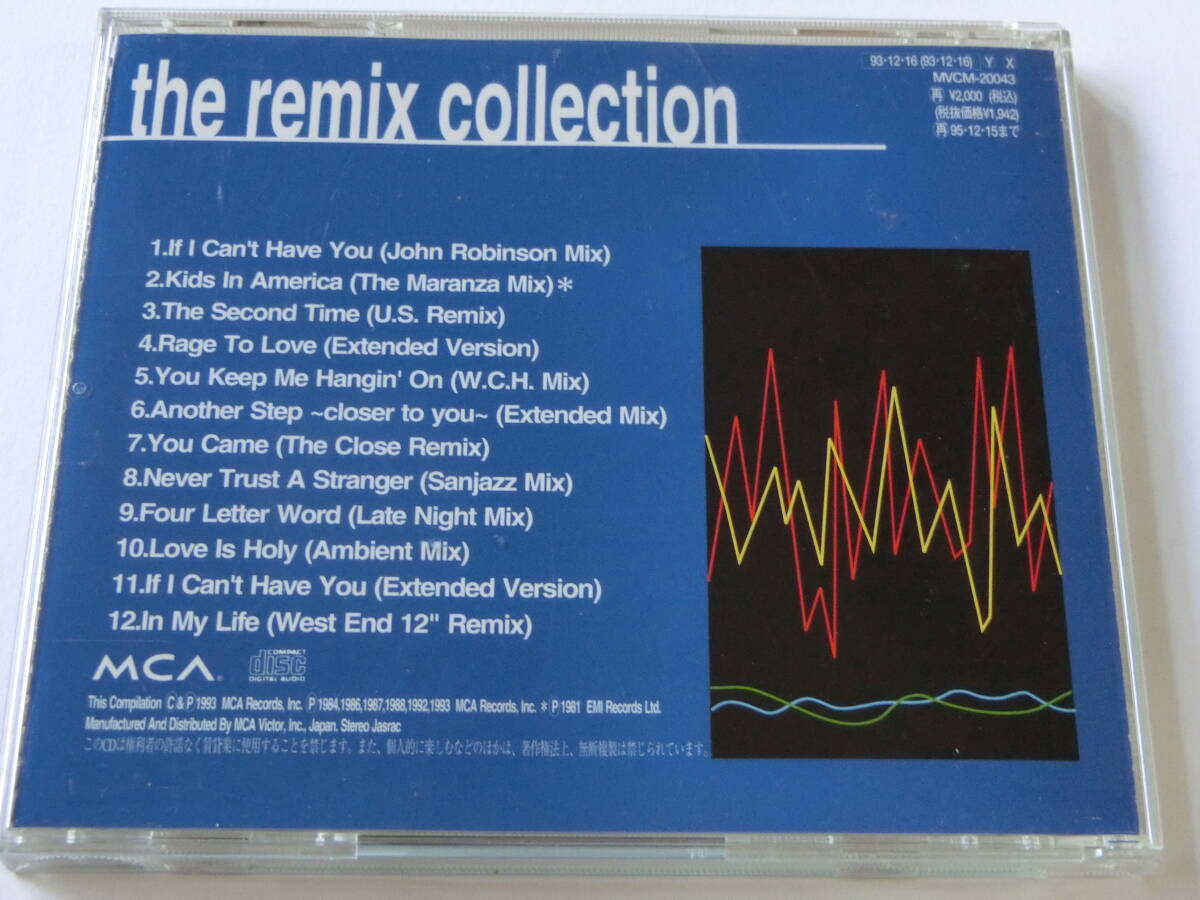 the remix collection
93・12・16 (93・12・16) Y X
MVCM-20043
再 ¥2,000 (税込)
(税抜価格¥1,942)
再 95・12・15まで
1.If I Can't Have You (John Robinson Mix)
2.Kids In America (The Maranza Mix)*
3.The Second Time (U.S. Remix)
4.Rage To Love (Extended Version)
5.You Keep Me Hangin' On (W.C.H. Mix)
6.Another Step ~closer to you~ (Extended Mix)
7.You Came (The Close Remix)
8.Never Trust A Stranger (Sanjazz Mix)
9.Four Letter Word (Late Night Mix)
10.Love Is Holy (Ambient Mix)
11.If I Can't Have You (Extended Version)
12.In My Life (West End 12" Remix)
MCA
COMPACT
disc
DIGITAL AUDIO
This Compilation Ⓒ&Ⓟ1993 MCA Records, Inc. Ⓟ1984,1986,1987,1988,1992,1993 MCA Records, Inc. *Ⓟ1981 EMI Records Ltd.
Manufactured And Distributed By MCA Victor, Inc., Japan. Stereo Jasrac
このCDは権利者の許諾なく賃貸業に使用することを禁じます。また、個人的に楽しむなどのほかは、著作権法上、無断複製は禁じられています。